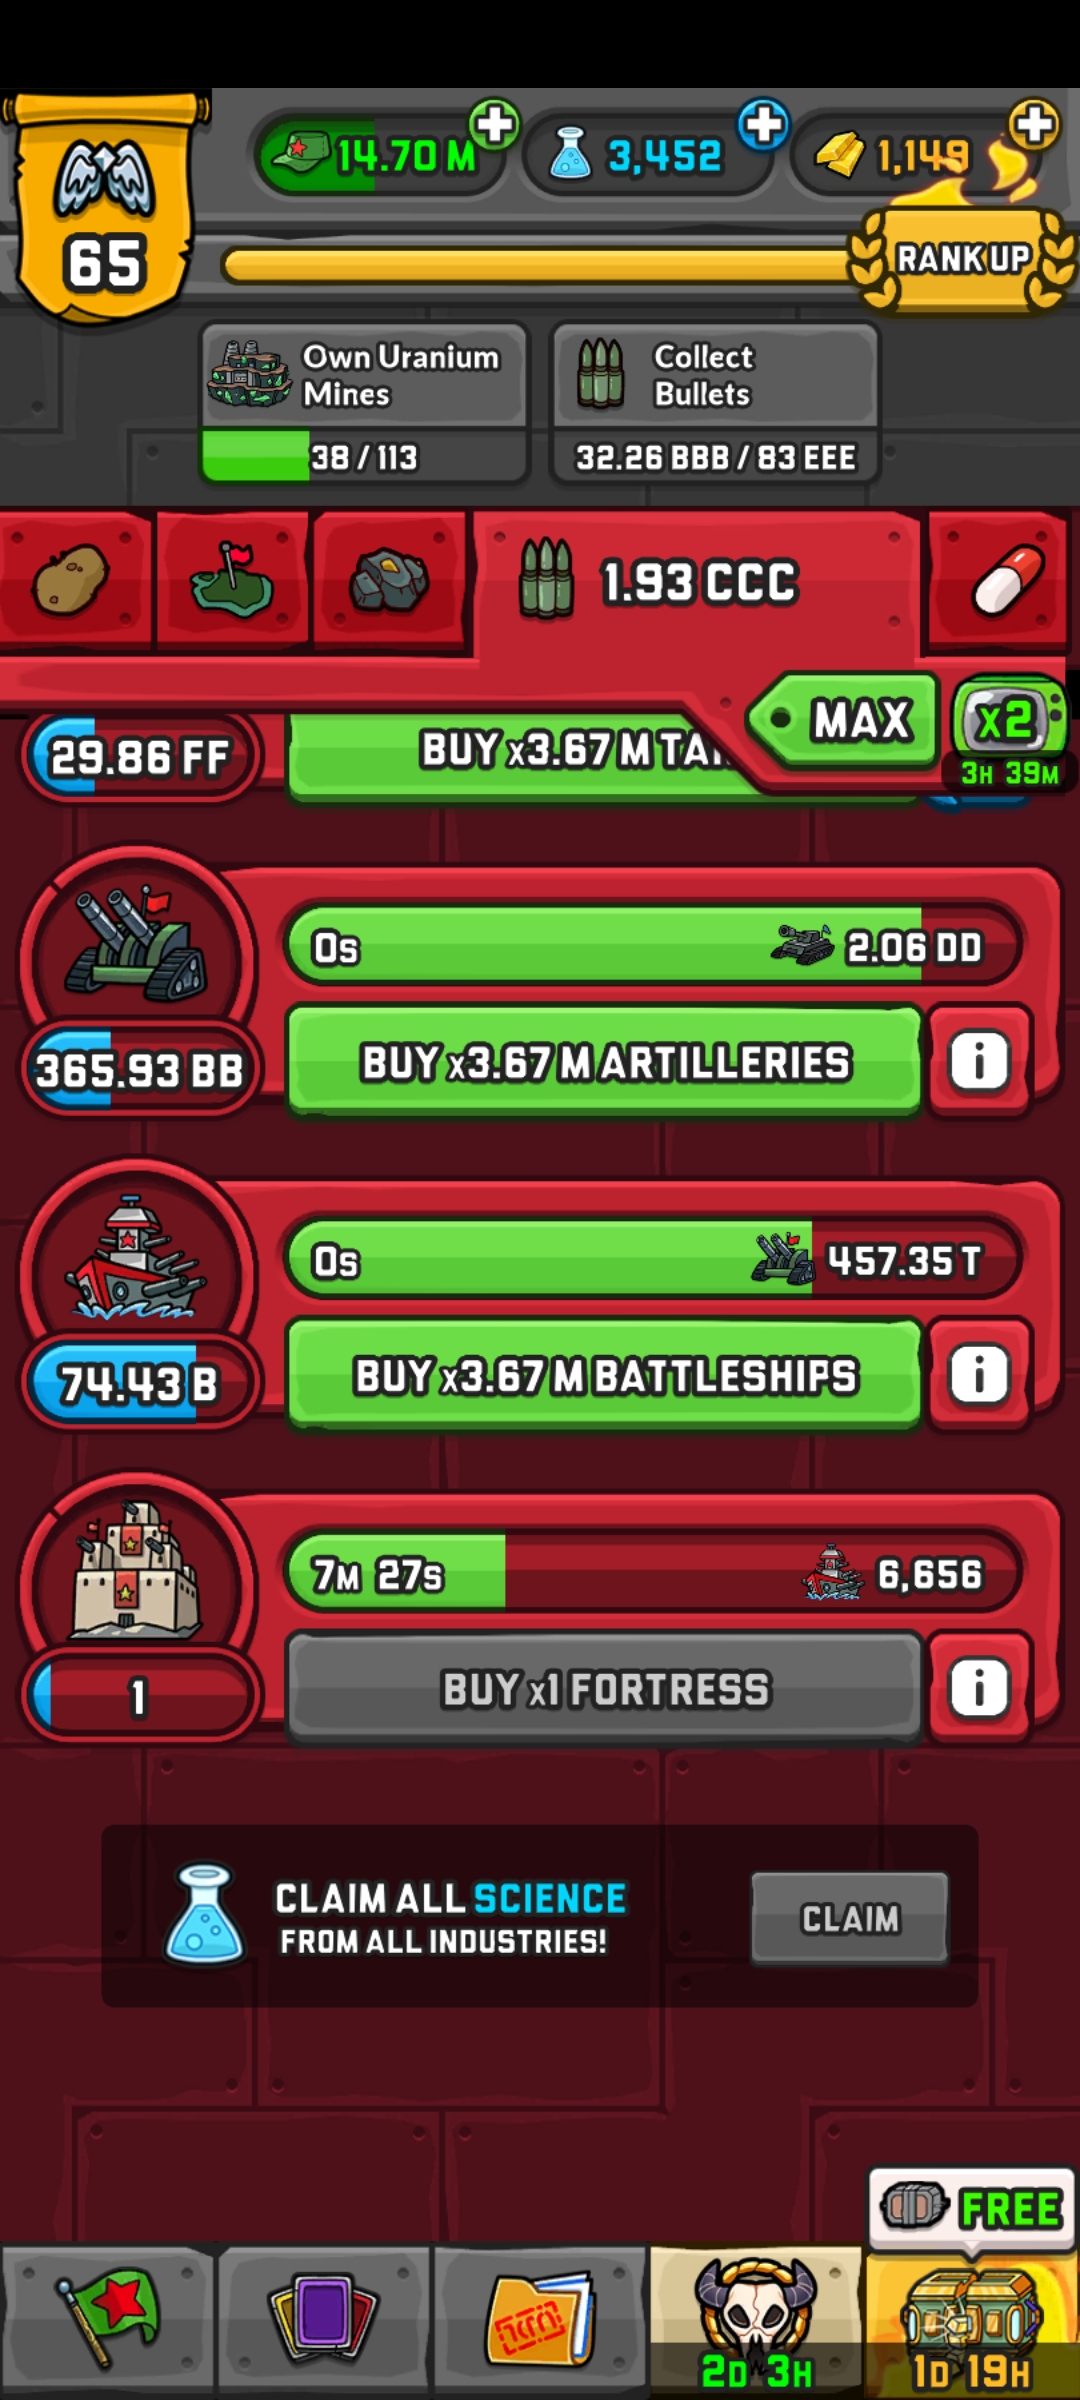 14.70 M
3,452
1,149
65
RANK UP
Own Uranium
Mines
38 / 113
Collect
Bullets
32.26 BBB / 83 EEE
1.93 CCC
MAX
x2
3H 39M
29.86 FF
BUY x3.67 M
0s
2.06 DD
365.93 BB
BUY x3.67 M ARTILLERIES
0s
457.35 T
74.43 B
BUY x3.67 M BATTLESHIPS
7M 27s
6,656
1
BUY x1 FORTRESS
CLAIM ALL SCIENCE
FROM ALL INDUSTRIES!
CLAIM
FREE
2D 3H
1D 19H